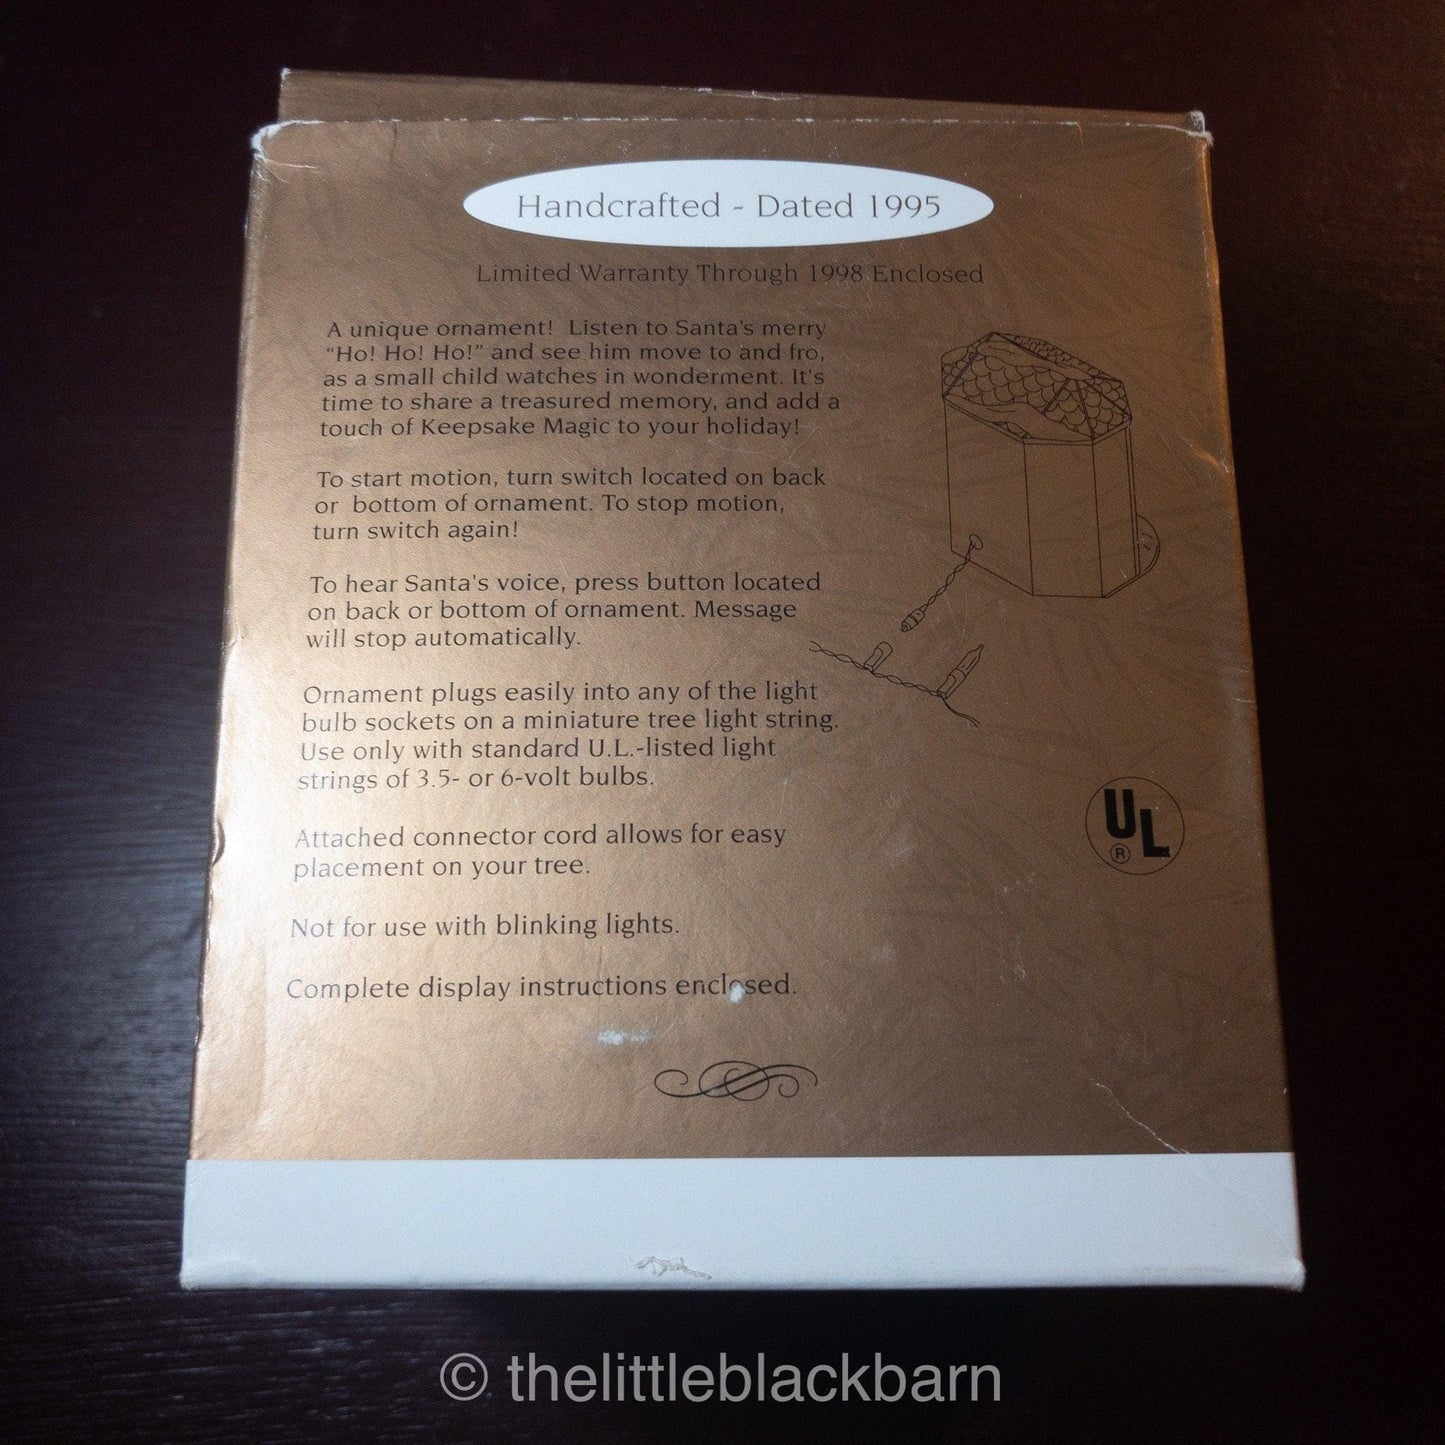 Handcrafted - Dated 1995
Limited Warranty Through 1998 Enclosed
A unique ornament! Listen to Santa's merry
“Ho! Ho! Ho!” and see him move to and fro,
as a small child watches in wonderment. It's
time to share a treasured memory, and add a
touch of Keepsake Magic to your holiday!
To start motion, turn switch located on back
or bottom of ornament. To stop motion,
turn switch again!
To hear Santa's voice, press button located
on back or bottom of ornament. Message
will stop automatically.
Ornament plugs easily into any of the light
bulb sockets on a miniature tree light string.
Use only with standard U.L.-listed light
strings of 3.5- or 6-volt bulbs.
Attached connector cord allows for easy
placement on your tree.
Not for use with blinking lights.
Complete display instructions enclosed.
UL
®
© thelittleblackbarn